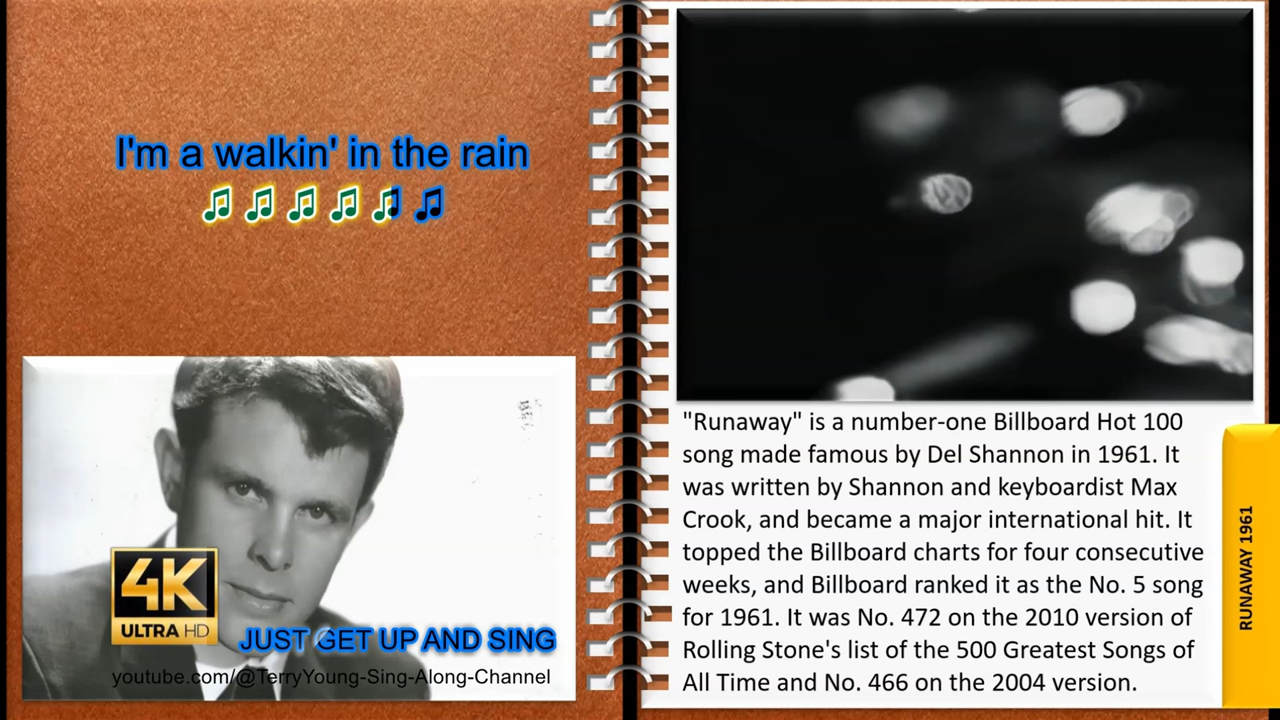 I'm a walkin' in the rain
♫ ♫ ♫ ♫ ♫ ♫
4K
ULTRA HD
JUST GET UP AND SING
youtube.com/@TerryYoung-Sing-Along-Channel
"Runaway" is a number-one Billboard Hot 100
song made famous by Del Shannon in 1961. It
was written by Shannon and keyboardist Max
Crook, and became a major international hit. It
topped the Billboard charts for four consecutive
weeks, and Billboard ranked it as the No. 5 song
for 1961. It was No. 472 on the 2010 version of
Rolling Stone's list of the 500 Greatest Songs of
All Time and No. 466 on the 2004 version.
RUNAWAY 1961